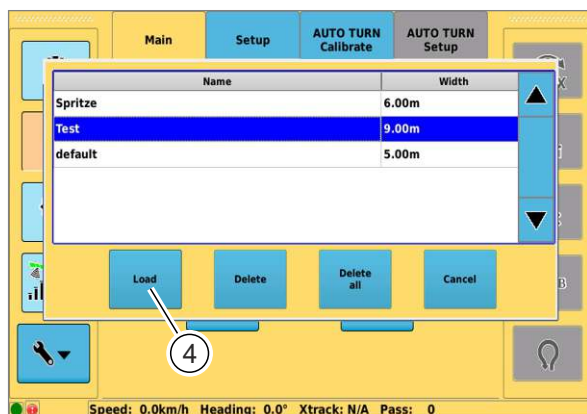 Main
Setup
AUTO TURN
Calibrate
AUTO TURN
Setup
X
Name Width
Spritze 6.00m
Test 9.00m
default 5.00m
Load
Delete
Delete
all
Cancel
B
4
Speed: 0.0km/h Heading: 0.0° Xtrack: N/A Pass: 0